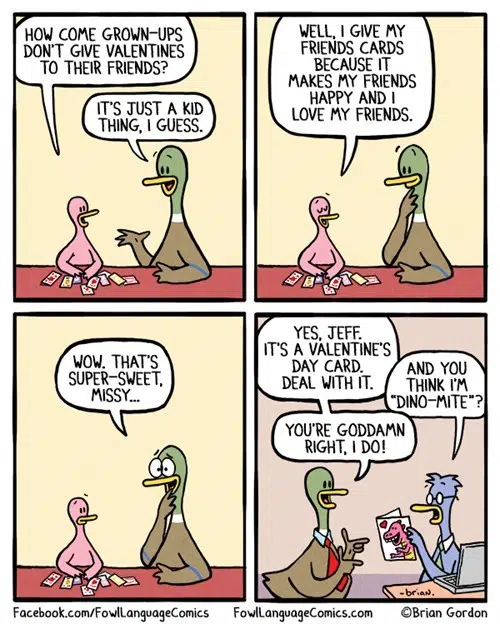 HOW COME GROWN-UPS
DON'T GIVE VALENTINES
TO THEIR FRIENDS?
IT'S JUST A KID
THING, I GUESS.
WELL, I GIVE MY
FRIENDS CARDS
BECAUSE IT
MAKES MY FRIENDS
HAPPY AND I
LOVE MY FRIENDS.
WOW. THAT'S
SUPER-SWEET,
MISSY...
YES, JEFF.
IT'S A VALENTINE'S
DAY CARD.
DEAL WITH IT.
AND YOU
THINK I'M
"DINO-MITE"?
YOU'RE GODDAMN
RIGHT, I DO!
-brian.
Facebook.com/FowlLanguageComics
FowlLanguageComics.com
©Brian Gordon